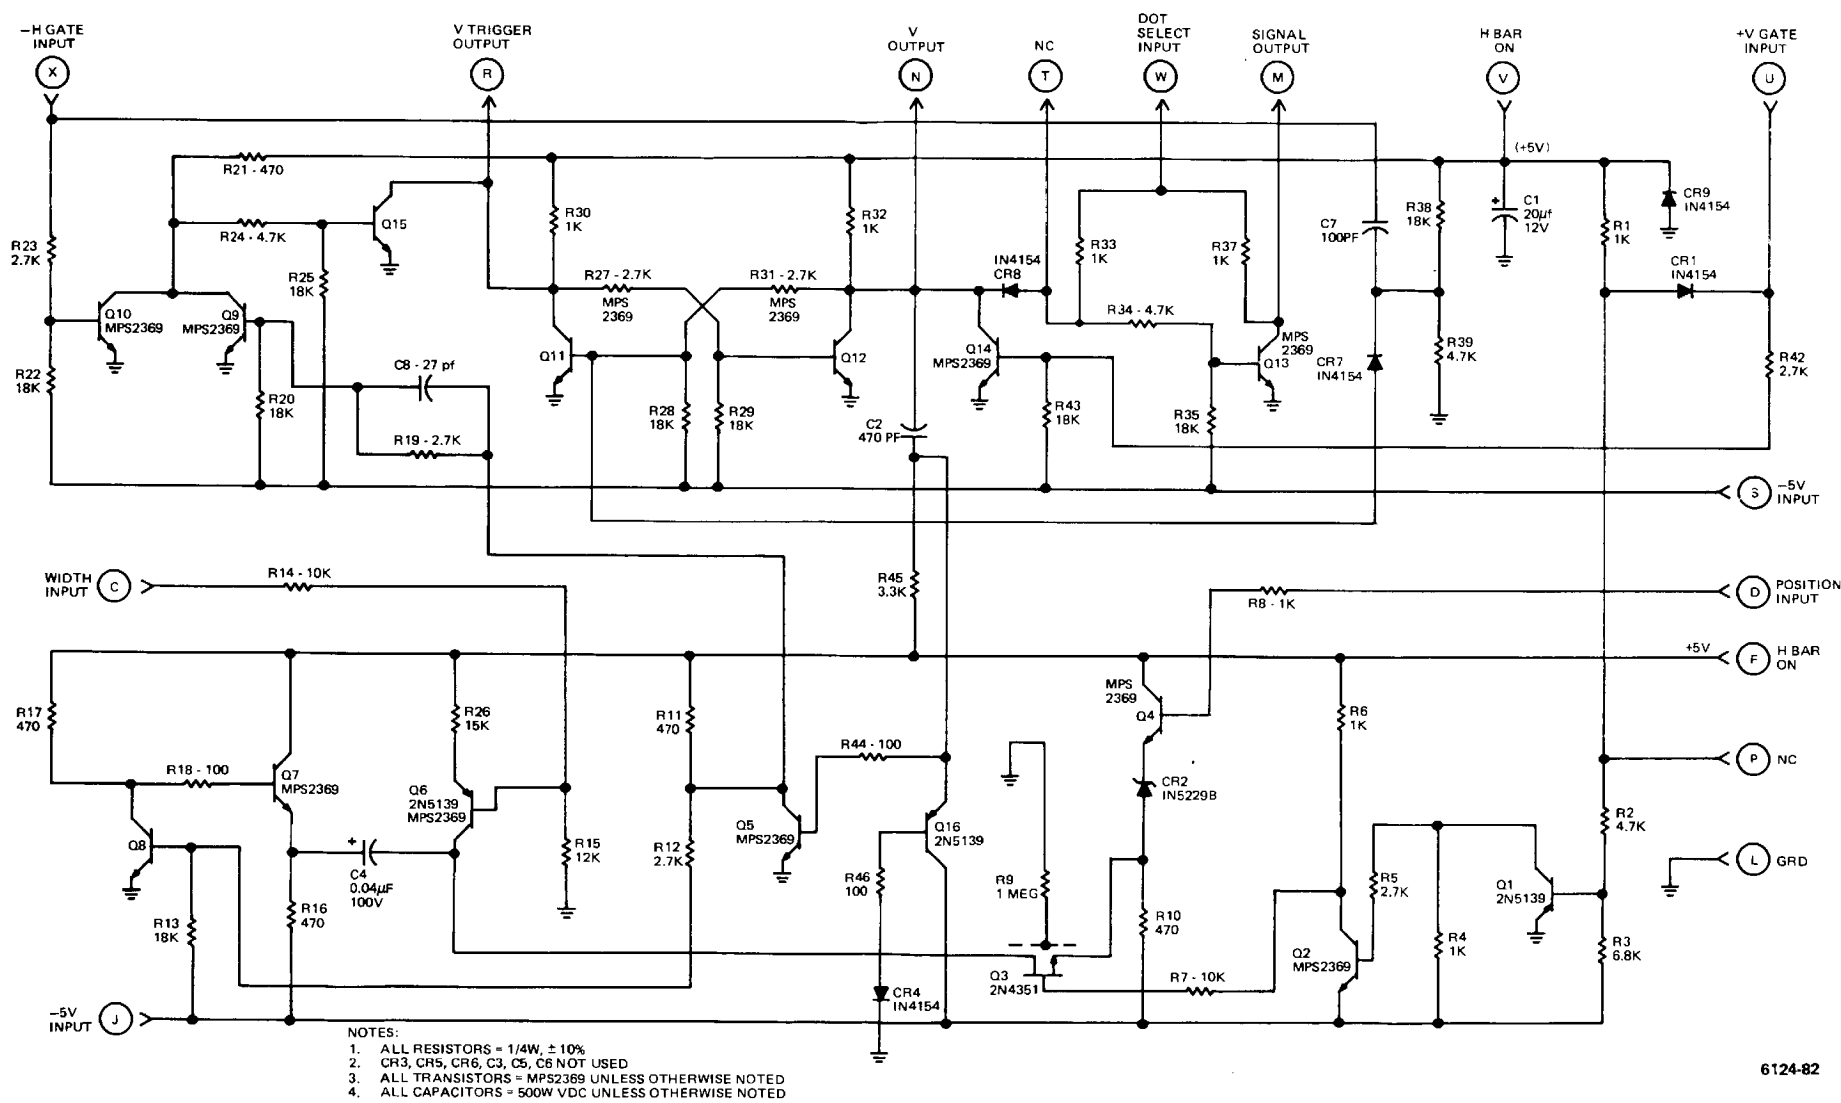 —H GATE
INPUT
X
V TRIGGER
OUTPUT
R
V
OUTPUT
N
NC
T
DOT
SELECT
INPUT
W
SIGNAL
OUTPUT
M
H BAR
ON
V
+V GATE
INPUT
U
(+5V)
R21 - 470
R24 - 4.7K
Q15
R23
2.7K
R25
18K
R30
1K
R32
1K
R27 - 2.7K
MPS
2369
R31 - 2.7K
MPS
2369
IN4154
CR8
R33
1K
R37
1K
C7
100PF
R38
18K
+
C1
20µf
12V
R1
1K
CR9
IN4154
CR1
IN4154
Q10
MPS2369
Q9
MPS2369
R34 - 4.7K
R22
18K
R20
18K
C8 - 27 pf
Q11
Q12
Q14
MPS2369
MPS
2369
Q13
CR7
IN4154
R39
4.7K
R42
2.7K
R19 - 2.7K
R28
18K
R29
18K
C2
470 PF
R43
18K
R35
18K
S
—5V
INPUT
WIDTH
INPUT
C
R14 - 10K
R45
3.3K
R8 - 1K
D
POSITION
INPUT
+5V
F
H BAR
ON
R17
470
R18 - 100
Q7
MPS2369
R26
15K
R11
470
R44 - 100
MPS
2369
Q4
R6
1K
P
NC
Q6
2N5139
MPS2369
CR2
IN5229B
Q8
+
C4
0.04µF
100V
R15
12K
R12
2.7K
Q5
MPS2369
Q16
2N5139
R46
100
R9
1 MEG
R2
4.7K
L
GRD
R5
2.7K
Q1
2N5139
R13
18K
R16
470
R10
470
Q2
MPS2369
R4
1K
R3
6.8K
Q3
2N4351
R7 - 10K
CR4
IN4154
—5V
INPUT
J
NOTES:
1. ALL RESISTORS = 1/4W, ± 10%
2. CR3, CR5, CR6, C3, C5, C6 NOT USED
3. ALL TRANSISTORS = MPS2369 UNLESS OTHERWISE NOTED
4. ALL CAPACITORS = 500W VDC UNLESS OTHERWISE NOTED
6124-82